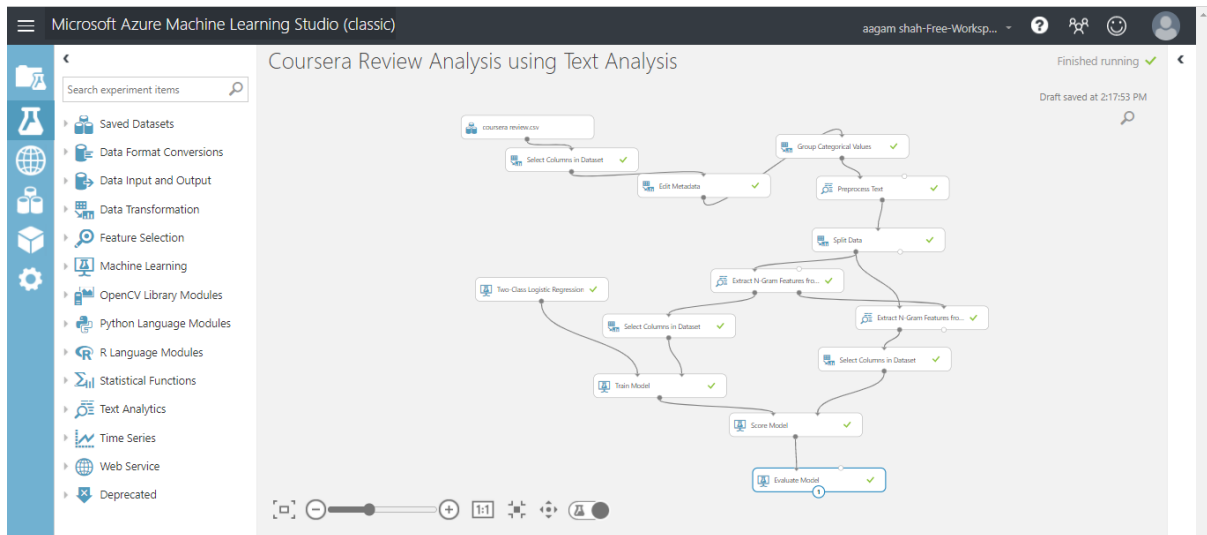 Microsoft Azure Machine Learning Studio (classic)
aagam shah-Free-Worksp...
?
Search experiment items
Saved Datasets
Data Format Conversions
Data Input and Output
Data Transformation
Feature Selection
Machine Learning
OpenCV Library Modules
Python Language Modules
R Language Modules
Statistical Functions
Text Analytics
Time Series
Web Service
Deprecated
Coursera Review Analysis using Text Analysis
Finished running
Draft saved at 2:17:53 PM
coursera review.csv
Select Columns in Dataset
Group Categorical Values
Edit Metadata
Preprocess Text
Split Data
Two-Class Logistic Regression
Extract N-Gram Features fro...
Select Columns in Dataset
Extract N-Gram Features fro...
Select Columns in Dataset
Train Model
Score Model
Evaluate Model
1
1:1